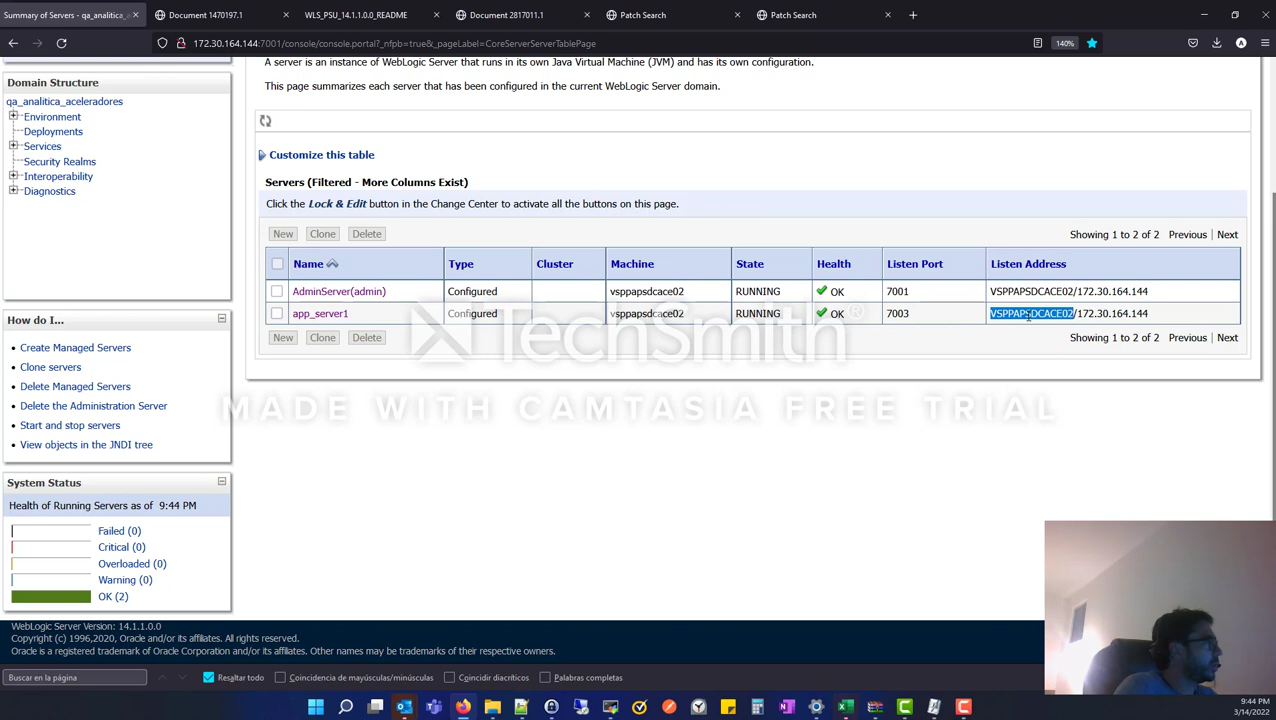 Summary of Servers - qa_analitica_a
Document 1470197.1
WLS_PSU_14.1.1.0.0_README
Document 2817011.1
Patch Search
Patch Search
172.30.164.144:7001/console/console.portal?_nfpb=true&_pageLabel=CoreServerServerTablePage
140%
Domain Structure
qa_analitica_aceleradores
Environment
Deployments
Services
Security Realms
Interoperability
Diagnostics
How do I...
Create Managed Servers
Clone servers
Delete Managed Servers
Delete the Administration Server
Start and stop servers
View objects in the JNDI tree
System Status
Health of Running Servers as of 9:44 PM
Failed (0)
Critical (0)
Overloaded (0)
Warning (0)
OK (2)
A server is an instance of WebLogic Server that runs in its own Java Virtual Machine (JVM) and has its own configuration.
This page summarizes each server that has been configured in the current WebLogic Server domain.
Customize this table
Servers (Filtered - More Columns Exist)
Click the Lock & Edit button in the Change Center to activate all the buttons on this page.
New Clone Delete Showing 1 to 2 of 2 Previous | Next
Name Type Cluster Machine State Health Listen Port Listen Address
AdminServer(admin) Configured vsppapsdcace02 RUNNING OK 7001 VSPPAPSDCACE02/172.30.164.144
app_server1 Configured vsppapsdcace02 RUNNING OK 7003 VSPPAPSDCACE02/172.30.164.144
New Clone Delete Showing 1 to 2 of 2 Previous | Next
TechSmith®
MADE WITH CAMTASIA FREE TRIAL
WebLogic Server Version: 14.1.1.0.0
Copyright (c) 1996,2020, Oracle and/or its affiliates. All rights reserved.
Oracle is a registered trademark of Oracle Corporation and/or its affiliates. Other names may be trademarks of their respective owners.
Buscar en la página
Resaltar todo
Coincidencia de mayúsculas/minúsculas
Coincidir diacríticos
Palabras completas
9:44 PM
3/14/2022